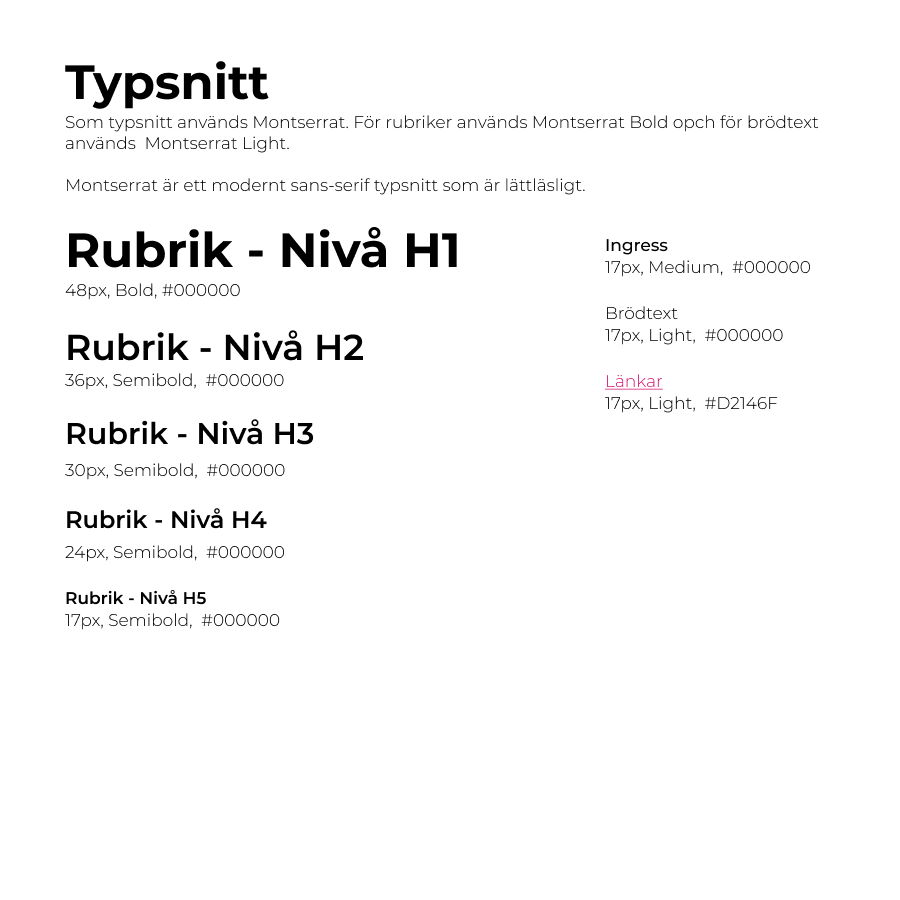 Typsnitt
Som typsnitt används Montserrat. För rubriker används Montserrat Bold opch för brödtext
används  Montserrat Light.
Montserrat är ett modernt sans-serif typsnitt som är lättläsligt.
Rubrik - Nivå H1
48px, Bold, #000000
Rubrik - Nivå H2
36px, Semibold,  #000000
Rubrik - Nivå H3
30px, Semibold,  #000000
Rubrik - Nivå H4
24px, Semibold,  #000000
Rubrik - Nivå H5
17px, Semibold,  #000000
Ingress
17px, Medium,  #000000
Brödtext
17px, Light,  #000000
Länkar
17px, Light,  #D2146F